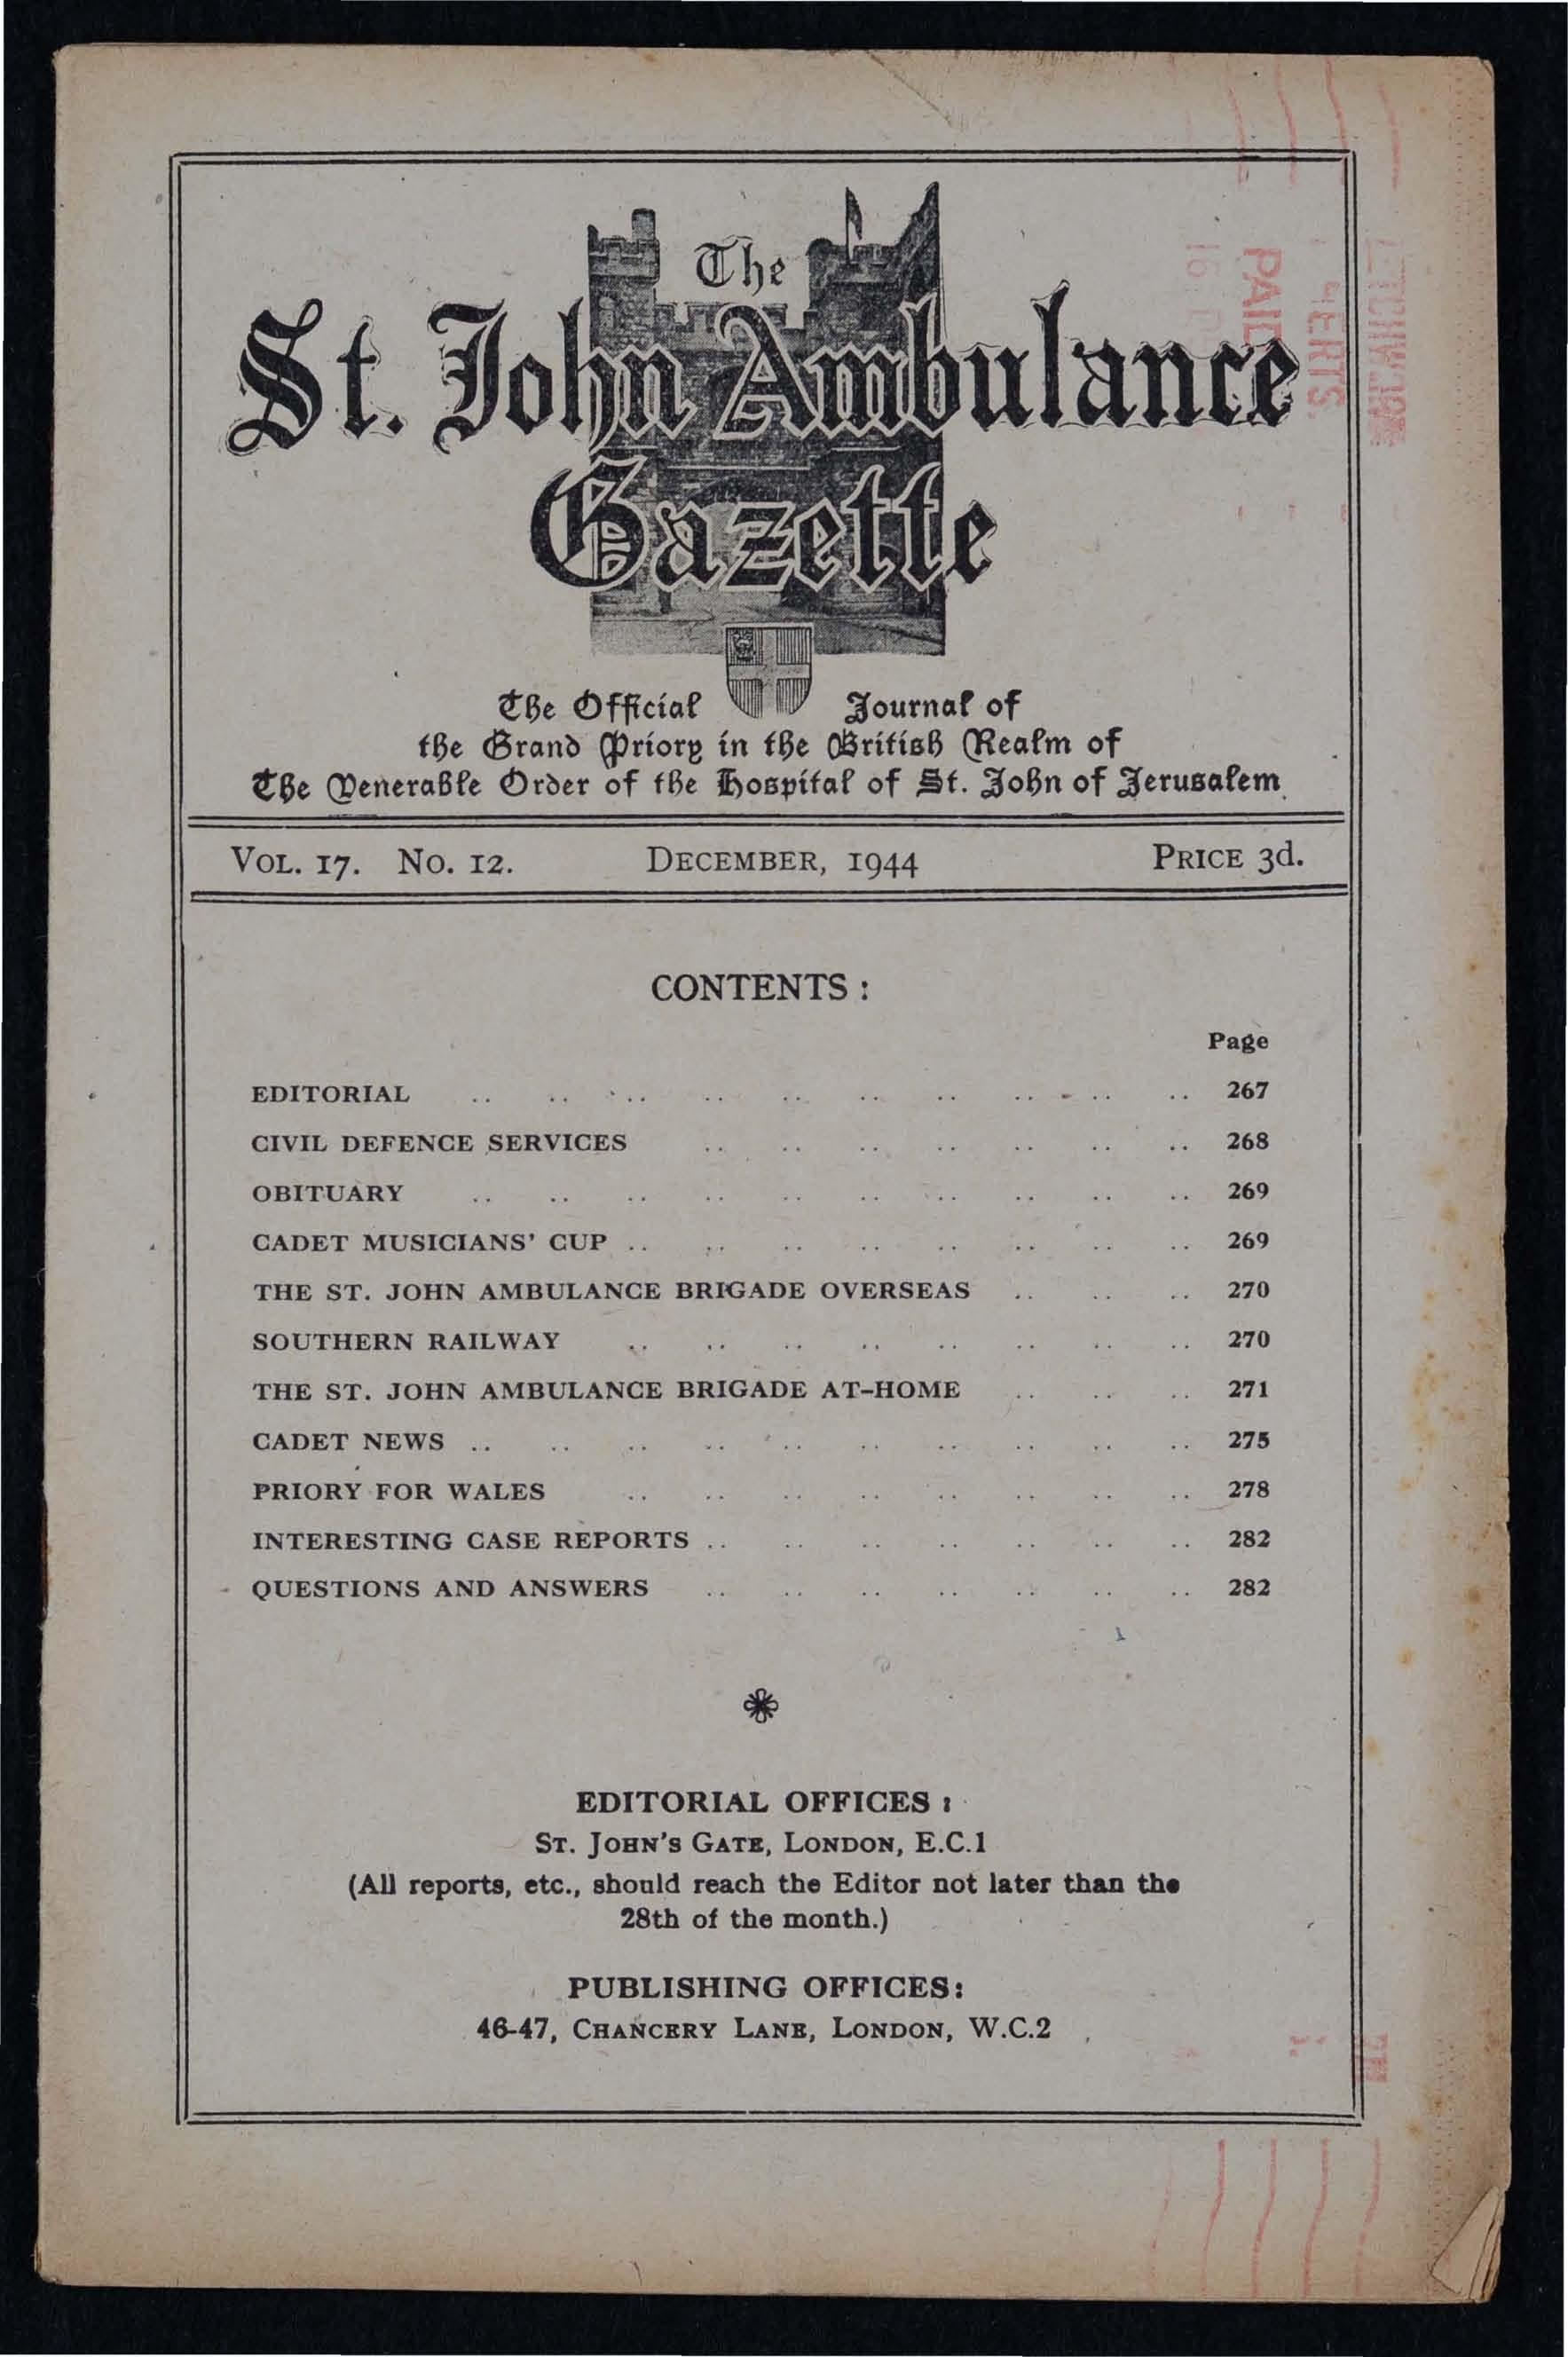 The
St. John Ambulance
Gazette
The Official Journal of
the Grand Priory in the British Realm of
The Venerable Order of the Hospital of St. John of Jerusalem
VOL. 17. No. 12. DECEMBER, 1944 PRICE 3d.
CONTENTS :
Page
EDITORIAL .. .. .. .. .. .. .. .. .. .. 267
CIVIL DEFENCE SERVICES .. .. .. .. .. .. .. 268
OBITUARY .. .. .. .. .. .. .. .. .. .. 269
CADET MUSICIANS' CUP .. .. .. .. .. .. .. .. 269
THE ST. JOHN AMBULANCE BRIGADE OVERSEAS .. .. .. 270
SOUTHERN RAILWAY .. .. .. .. .. .. .. .. 270
THE ST. JOHN AMBULANCE BRIGADE AT-HOME .. .. .. 271
CADET NEWS .. .. .. .. .. .. .. .. .. .. 275
PRIORY FOR WALES .. .. .. .. .. .. .. .. 278
INTERESTING CASE REPORTS .. .. .. .. .. .. .. 282
QUESTIONS AND ANSWERS .. .. .. .. .. .. .. 282
EDITORIAL OFFICES :
ST. JOHN'S GATE, LONDON, E.C.1
(All reports, etc., should reach the Editor not later than the
28th of the month.)
PUBLISHING OFFICES:
46-47, CHANCERY LANE, LONDON, W.C.2
PAID